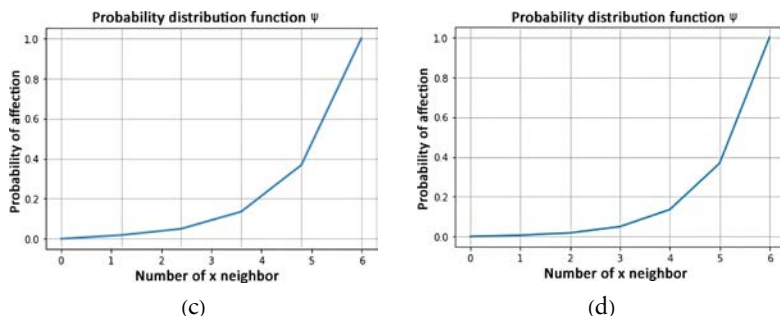 Probability distribution function ψ
Probability of affection
1.0
0.8
0.6
0.4
0.2
0.0
0 1 2 3 4 5 6
Number of x neighbor
(c)
Probability distribution function ψ
Probability of affection
1.0
0.8
0.6
0.4
0.2
0.0
0 1 2 3 4 5 6
Number of x neighbor
(d)